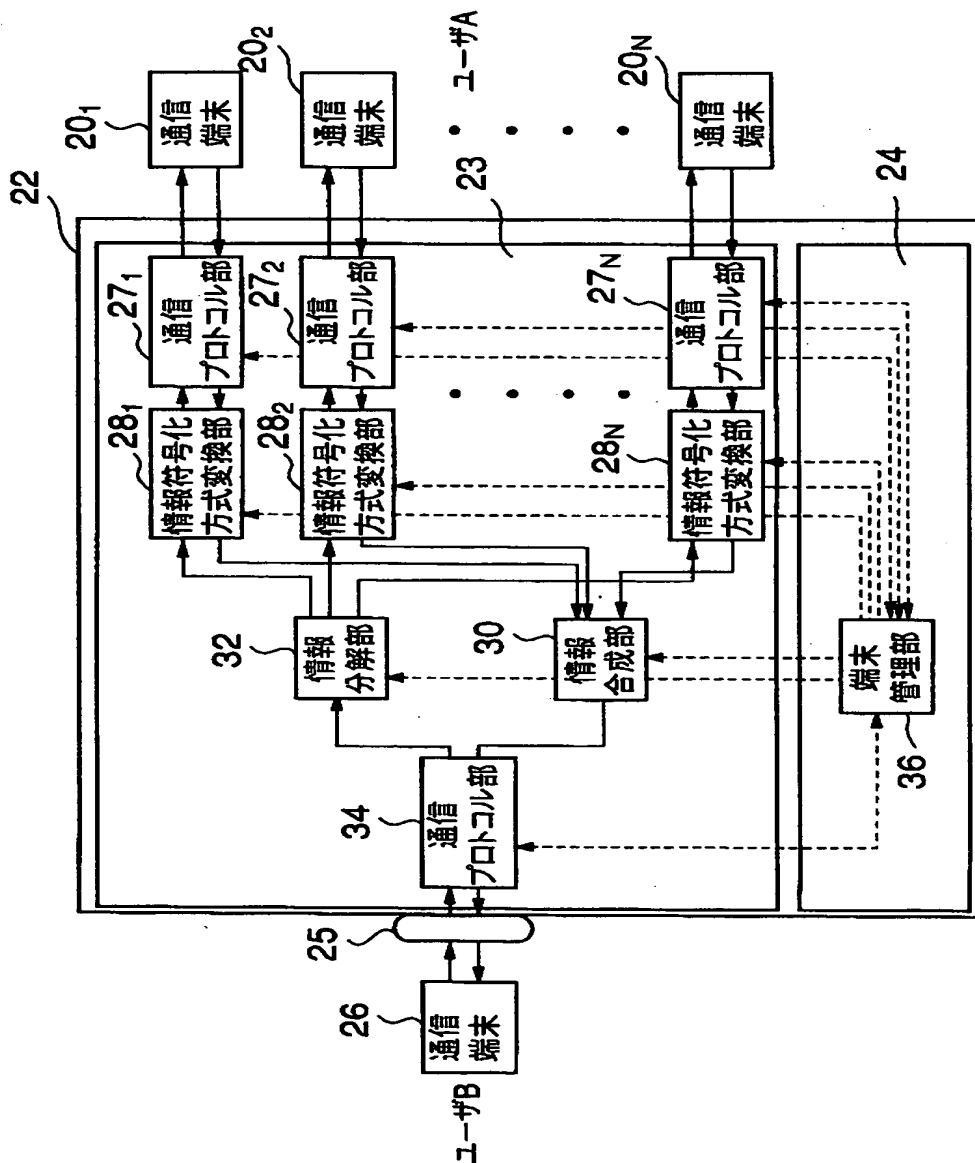 22
20₁
通信
端末
27₁
通信
プロトコル部
28₁
情報符号化
方式変換部
20₂
通信
端末
27₂
通信
プロトコル部
28₂
情報符号化
方式変換部
ユーザA
23
32
情報
分解部
30
情報
合成部
34
通信
プロトコル部
25
26
通信
端末
ユーザB
20N
通信
端末
27N
通信
プロトコル部
28N
情報符号化
方式変換部
24
端末
管理部
36